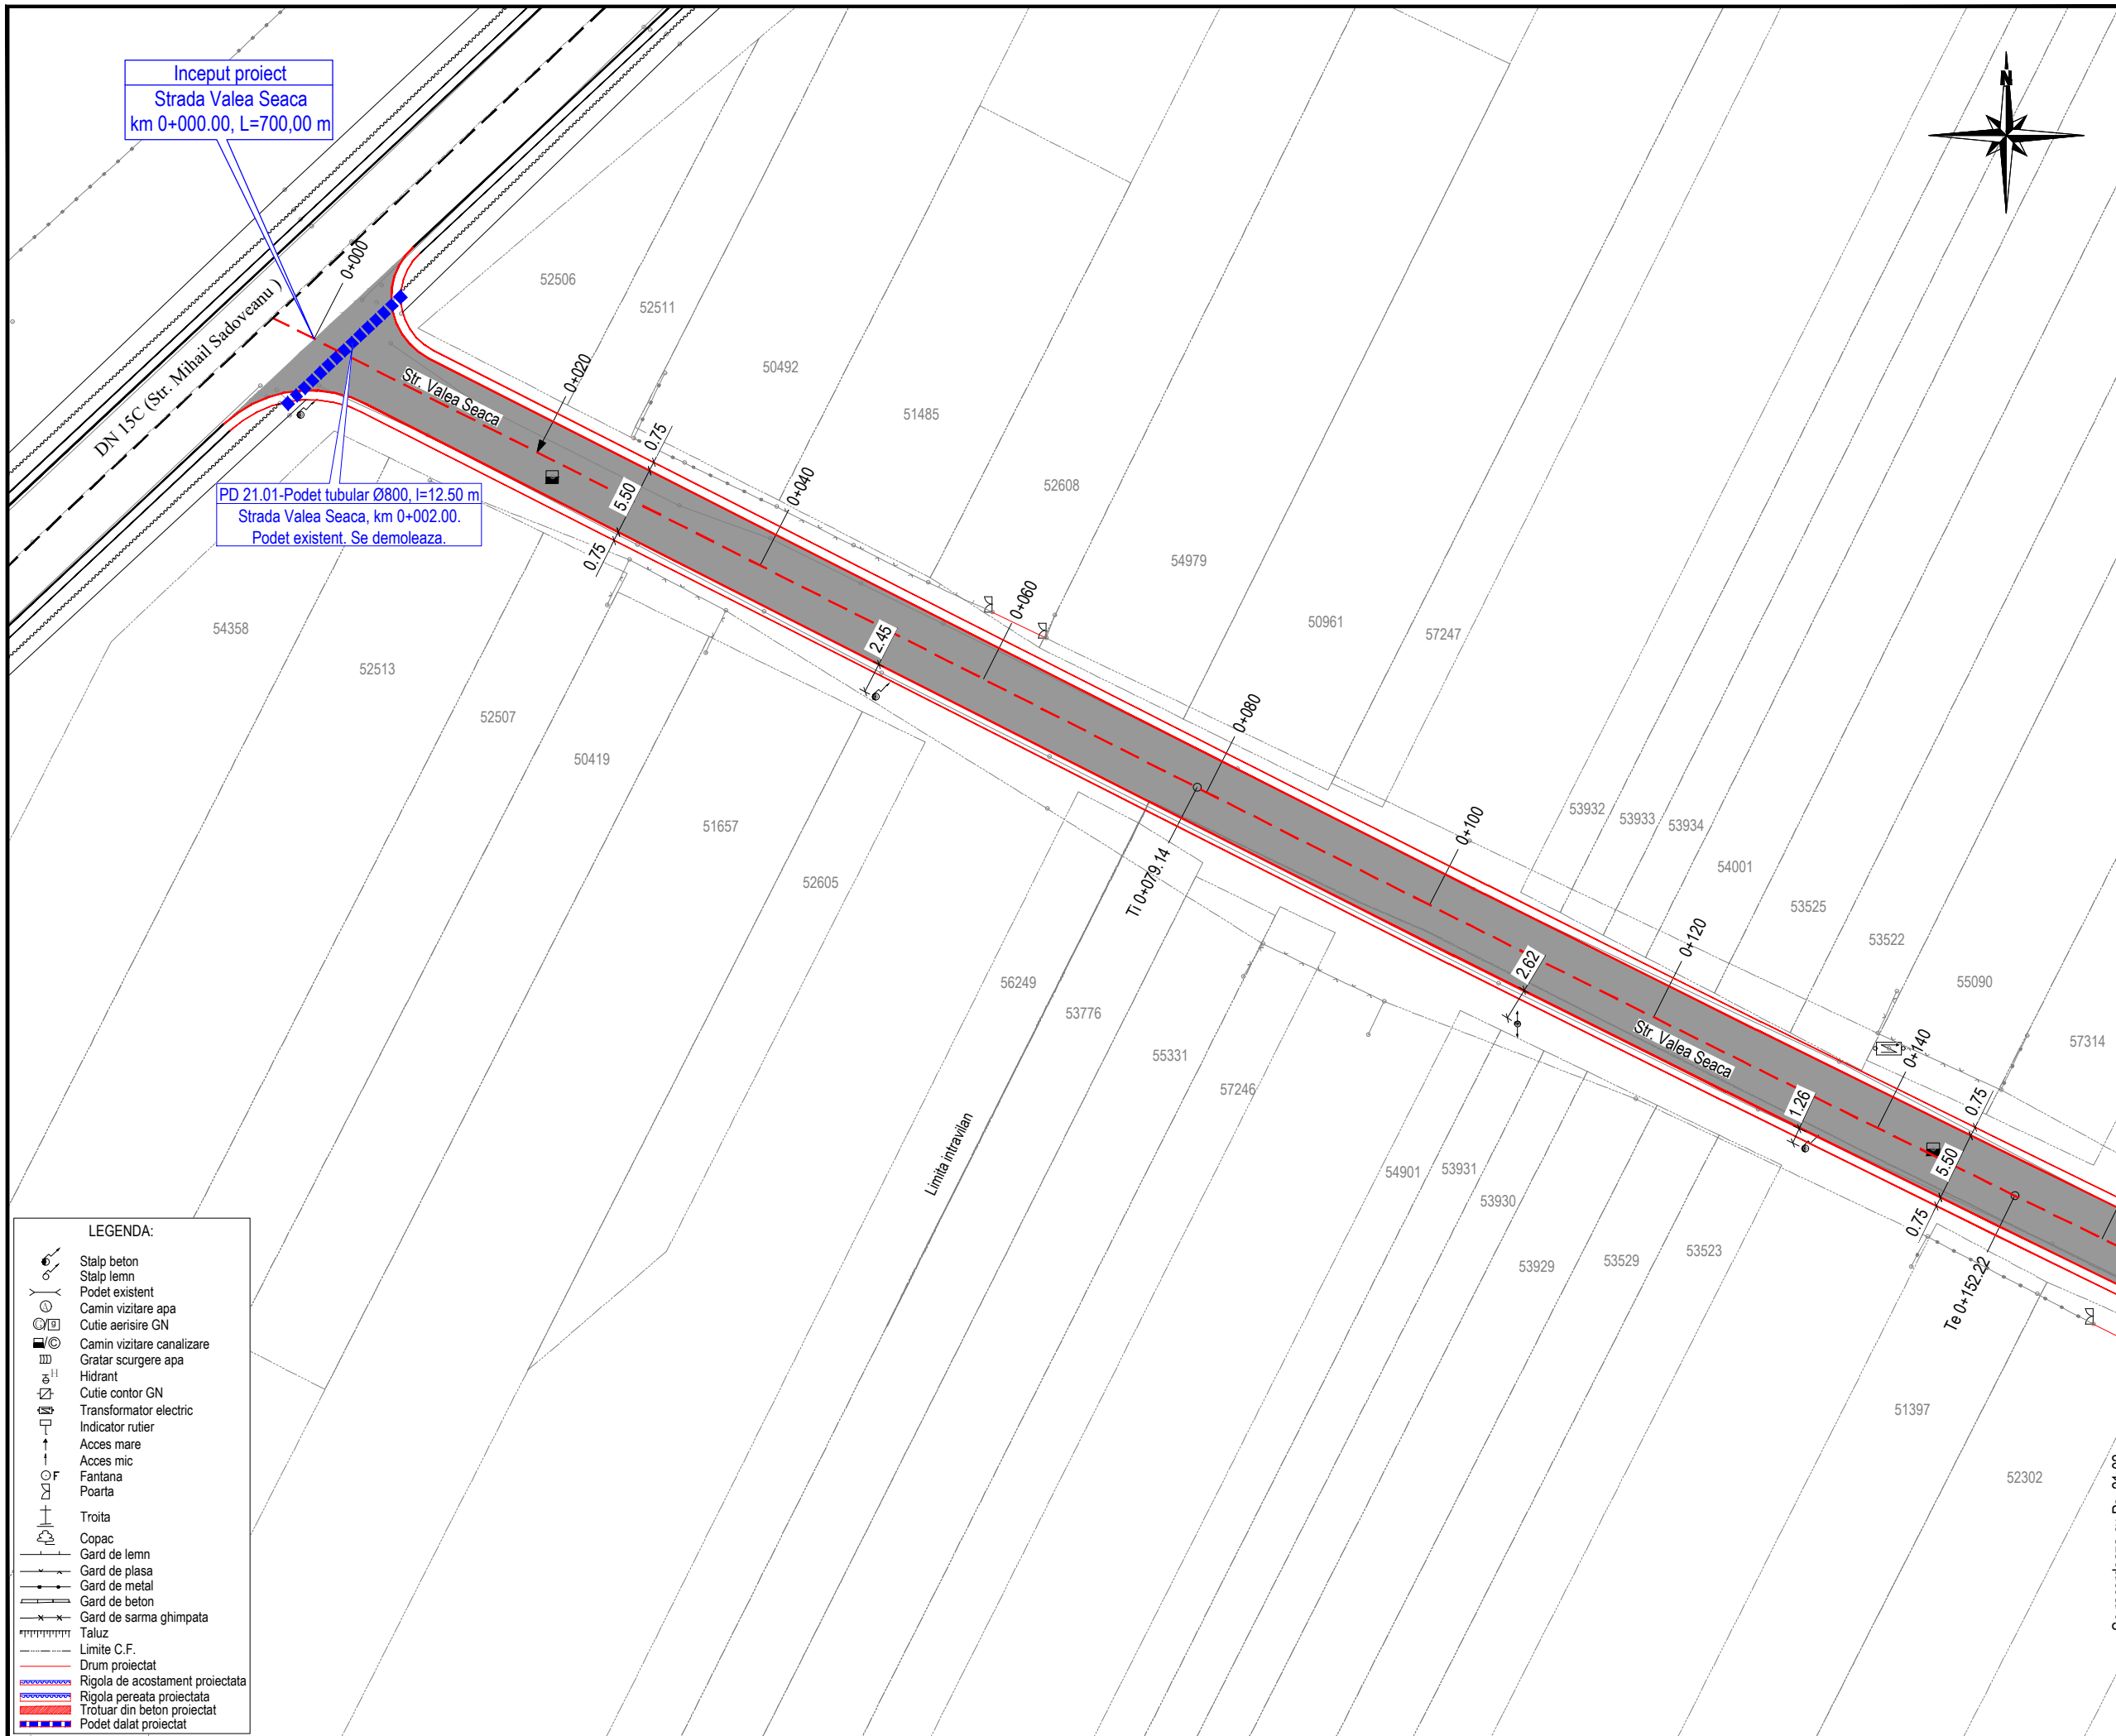 Inceput proiect
Strada Valea Seaca
km 0+000.00, L=700,00 m
N
0+000
DN 15C (Str. Mihail Sadoveanu )
PD 21.01-Podet tubular Ø800, l=12.50 m
Strada Valea Seaca, km 0+002.00.
Podet existent. Se demoleaza.
Str. Valea Seaca
0+020
0.75
5.50
0.75
0+040
2.45
0+060
0+080
Ti 0+079.14
0+100
2.62
0+120
Str. Valea Seaca
1.26
0+140
0.75
5.50
0.75
Te 0+152.22
Limita intravilan
52506
52511
50492
51485
52608
54979
50961
57247
53932
53933
53934
54001
53525
53522
55090
57314
54358
52513
52507
50419
51657
52605
56249
53776
55331
57246
54901
53931
53930
53929
53529
53523
51397
52302
LEGENDA:
Stalp beton
Stalp lemn
Podet existent
Camin vizitare apa
Cutie aerisire GN
Camin vizitare canalizare
Gratar scurgere apa
H Hidrant
Cutie contor GN
Transformator electric
Indicator rutier
Acces mare
Acces mic
F Fantana
Poarta
Troita
Copac
Gard de lemn
Gard de plasa
Gard de metal
Gard de beton
Gard de sarma ghimpata
Taluz
Limite C.F.
Drum proiectat
Rigola de acostament proiectata
Rigola pereata proiectata
Trotuar din beton proiectat
Podet dalat proiectat